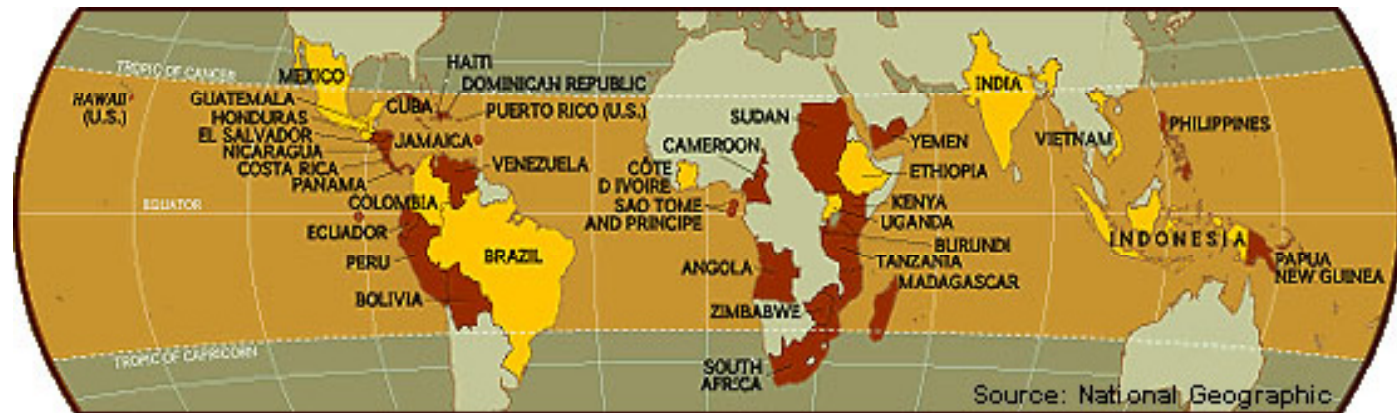 TROPIC OF CANCER
HAWAII
(U.S.)
MEXICO
HAITI
DOMINICAN REPUBLIC
GUATEMALA
CUBA
PUERTO RICO (U.S.)
HONDURAS
EL SALVADOR
JAMAICA
NICARAGUA
COSTA RICA
VENEZUELA
PANAMA
COLOMBIA
EQUATOR
ECUADOR
BRAZIL
PERU
BOLIVIA
TROPIC OF CAPRICORN
SUDAN
CAMEROON
CÔTE
D IVOIRE
SAO TOME
AND PRINCIPE
YEMEN
ETHIOPIA
KENYA
UGANDA
BURUNDI
TANZANIA
ANGOLA
MADAGASCAR
ZIMBABWE
SOUTH
AFRICA
INDIA
VIETNAM
PHILIPPINES
INDONESIA
PAPUA
NEW GUINEA
Source: National Geographic